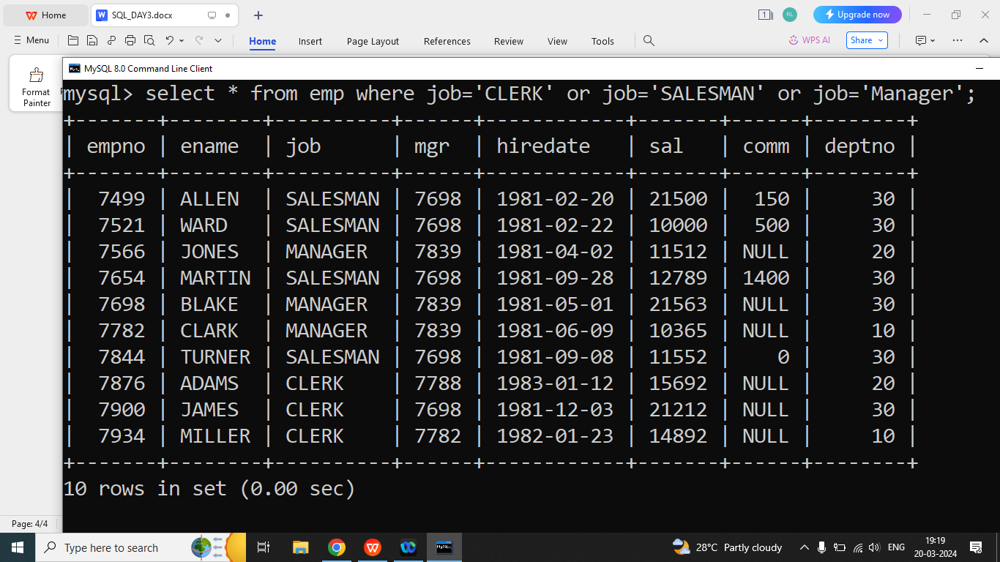 Home
SQL_DAY3.docx
1
RL
Upgrade now
Menu
Home
Insert
Page Layout
References
Review
View
Tools
WPS AI
Share
Format
Painter
MySQL 8.0 Command Line Client
mysql> select * from emp where job='CLERK' or job='SALESMAN' or job='Manager';
+-------+--------+----------+------+------------+-------+------+--------+
| empno | ename  | job      | mgr  | hiredate   | sal   | comm | deptno |
+-------+--------+----------+------+------------+-------+------+--------+
|  7499 | ALLEN  | SALESMAN | 7698 | 1981-02-20 | 21500 |  150 |     30 |
|  7521 | WARD   | SALESMAN | 7698 | 1981-02-22 | 10000 |  500 |     30 |
|  7566 | JONES  | MANAGER  | 7839 | 1981-04-02 | 11512 | NULL |     20 |
|  7654 | MARTIN | SALESMAN | 7698 | 1981-09-28 | 12789 | 1400 |     30 |
|  7698 | BLAKE  | MANAGER  | 7839 | 1981-05-01 | 21563 | NULL |     30 |
|  7782 | CLARK  | MANAGER  | 7839 | 1981-06-09 | 10365 | NULL |     10 |
|  7844 | TURNER | SALESMAN | 7698 | 1981-09-08 | 11552 |    0 |     30 |
|  7876 | ADAMS  | CLERK    | 7788 | 1983-01-12 | 15692 | NULL |     20 |
|  7900 | JAMES  | CLERK    | 7698 | 1981-12-03 | 21212 | NULL |     30 |
|  7934 | MILLER | CLERK    | 7782 | 1982-01-23 | 14892 | NULL |     10 |
+-------+--------+----------+------+------------+-------+------+--------+
10 rows in set (0.00 sec)
Page: 4/4
Type here to search
28°C Partly cloudy
ENG
19:19
20-03-2024